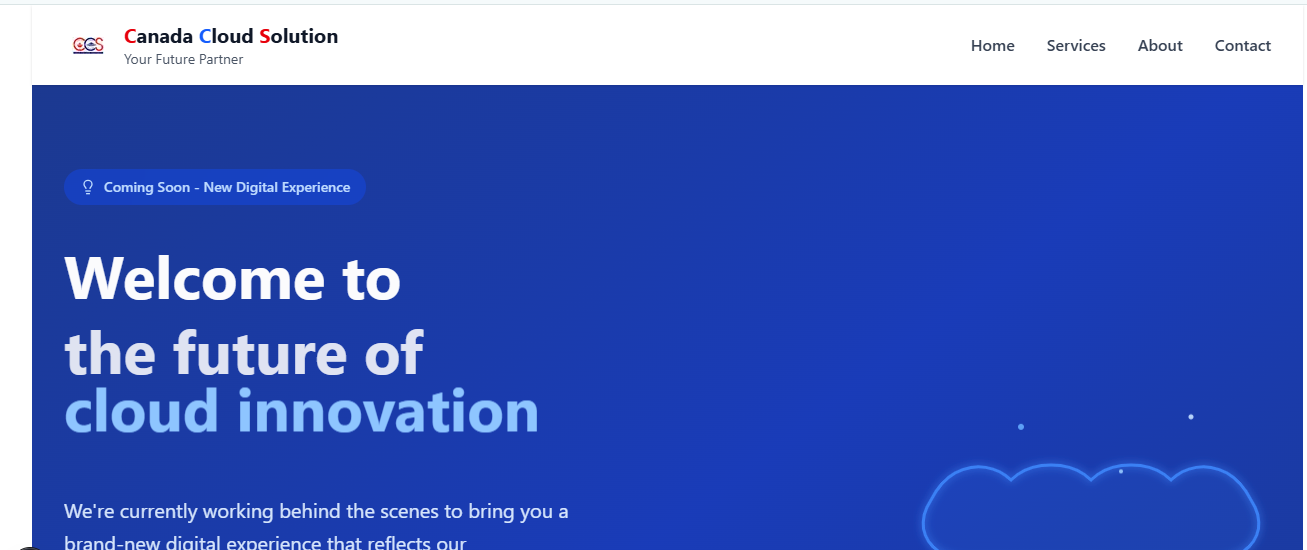 CCS
Canada Cloud Solution
Your Future Partner
Home
Services
About
Contact
Coming Soon - New Digital Experience
Welcome to
the future of
cloud innovation
We're currently working behind the scenes to bring you a
brand-new digital experience that reflects our